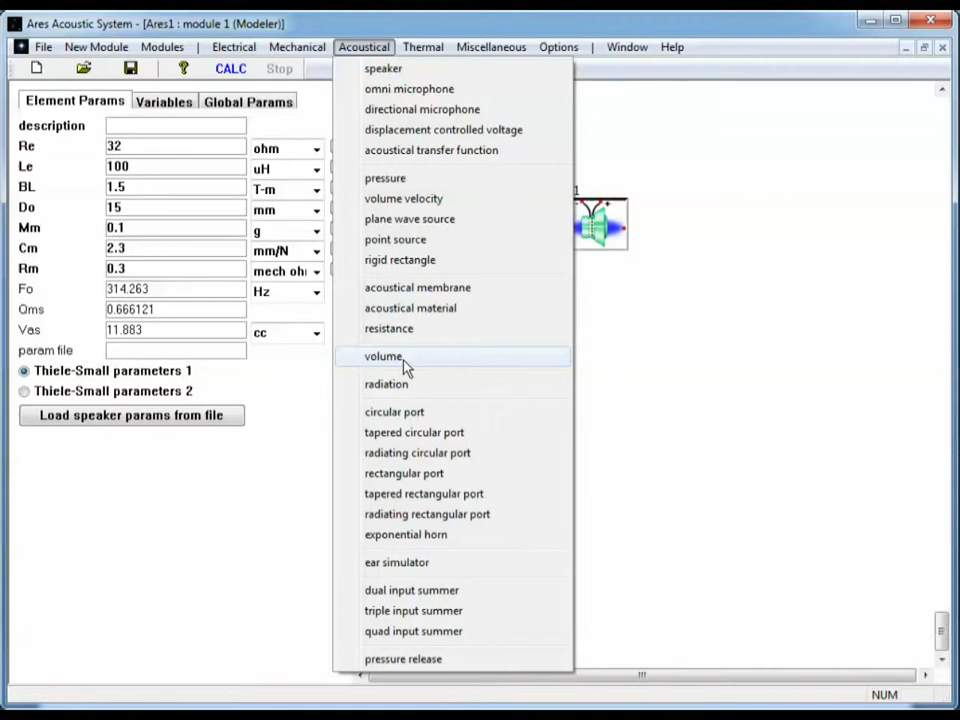 Ares Acoustic System - [Ares1 : module 1 (Modeler)]
File New Module Modules Electrical Mechanical Acoustical Thermal Miscellaneous Options Window Help
CALC Stop
Element Params Variables Global Params
description
Re 32 ohm
Le 100 uH
BL 1.5 T-m
Do 15 mm
Mm 0.1 g
Cm 2.3 mm/N
Rm 0.3 mech ohm
Fo 314.263 Hz
Qms 0.666121
Vas 11.883 cc
param file
Thiele-Small parameters 1
Thiele-Small parameters 2
Load speaker params from file
speaker
omni microphone
directional microphone
displacement controlled voltage
acoustical transfer function
pressure
volume velocity
plane wave source
point source
rigid rectangle
acoustical membrane
acoustical material
resistance
volume
radiation
circular port
tapered circular port
radiating circular port
rectangular port
tapered rectangular port
radiating rectangular port
exponential horn
ear simulator
dual input summer
triple input summer
quad input summer
pressure release
1
NUM